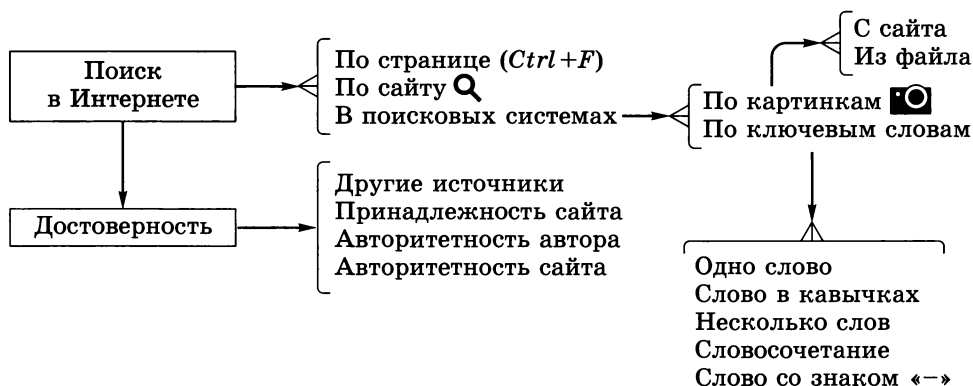 Поиск
в Интернете
По странице (Ctrl+F)
По сайту
В поисковых системах
По картинкам
По ключевым словам
С сайта
Из файла
Достоверность
Другие источники
Принадлежность сайта
Авторитетность автора
Авторитетность сайта
Одно слово
Слово в кавычках
Несколько слов
Словосочетание
Слово со знаком «−»